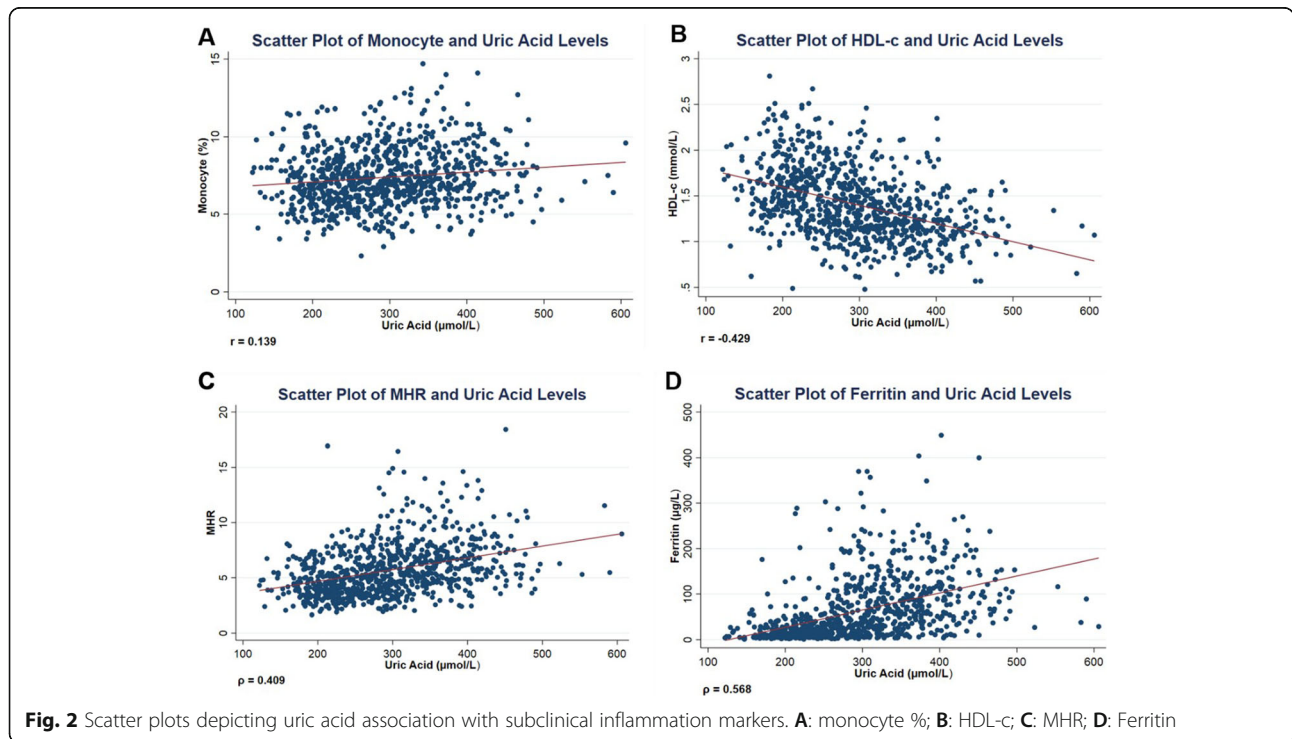 A
Scatter Plot of Monocyte and Uric Acid Levels
Monocyte (%)
15
10
5
0
100 200 300 400 500 600
Uric Acid (µmol/L)
r = 0.139
B
Scatter Plot of HDL-c and Uric Acid Levels
HDL-c (mmol/L)
3
2.5
2
1.5
1
.5
100 200 300 400 500 600
Uric Acid (µmol/L)
r = -0.429
C
Scatter Plot of MHR and Uric Acid Levels
MHR
20
15
10
5
0
100 200 300 400 500 600
Uric Acid (µmol/L)
ρ = 0.409
D
Scatter Plot of Ferritin and Uric Acid Levels
Ferritin (µg/L)
500
400
300
200
100
0
100 200 300 400 500 600
Uric Acid (µmol/L)
ρ = 0.568
Fig. 2 Scatter plots depicting uric acid association with subclinical inflammation markers. A: monocyte %; B: HDL-c; C: MHR; D: Ferritin